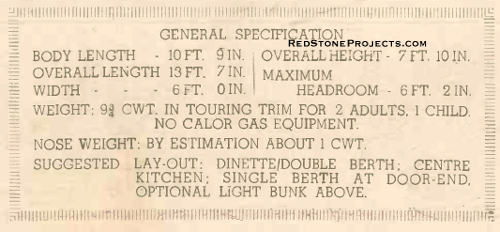 GENERAL SPECIFICATION
REDSTONEPROJECTS.COM
BODY LENGTH - 10 FT. 9 IN. OVERALL HEIGHT - 7 FT. 10 IN.
OVERALL LENGTH 13 FT. 7 IN. MAXIMUM
WIDTH - - - 6 FT. 0 IN. HEADROOM - 6 FT. 2 IN.
WEIGHT: 9¾ CWT. IN TOURING TRIM FOR 2 ADULTS, 1 CHILD.
NO CALOR GAS EQUIPMENT.
NOSE WEIGHT: BY ESTIMATION ABOUT 1 CWT.
SUGGESTED LAY-OUT: DINETTE/DOUBLE BERTH; CENTRE
KITCHEN; SINGLE BERTH AT DOOR-END,
OPTIONAL LIGHT BUNK ABOVE.